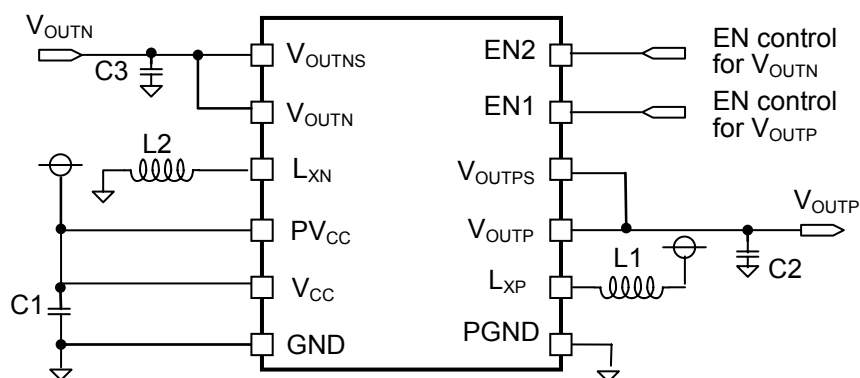 VOUTN
C3
VOUTNS
VOUTN
L2
LXN
PVCC
VCC
C1
GND
EN2
EN control
for VOUTN
EN1
EN control
for VOUTP
VOUTPS
VOUTP
VOUTP
C2
L1
LXP
PGND